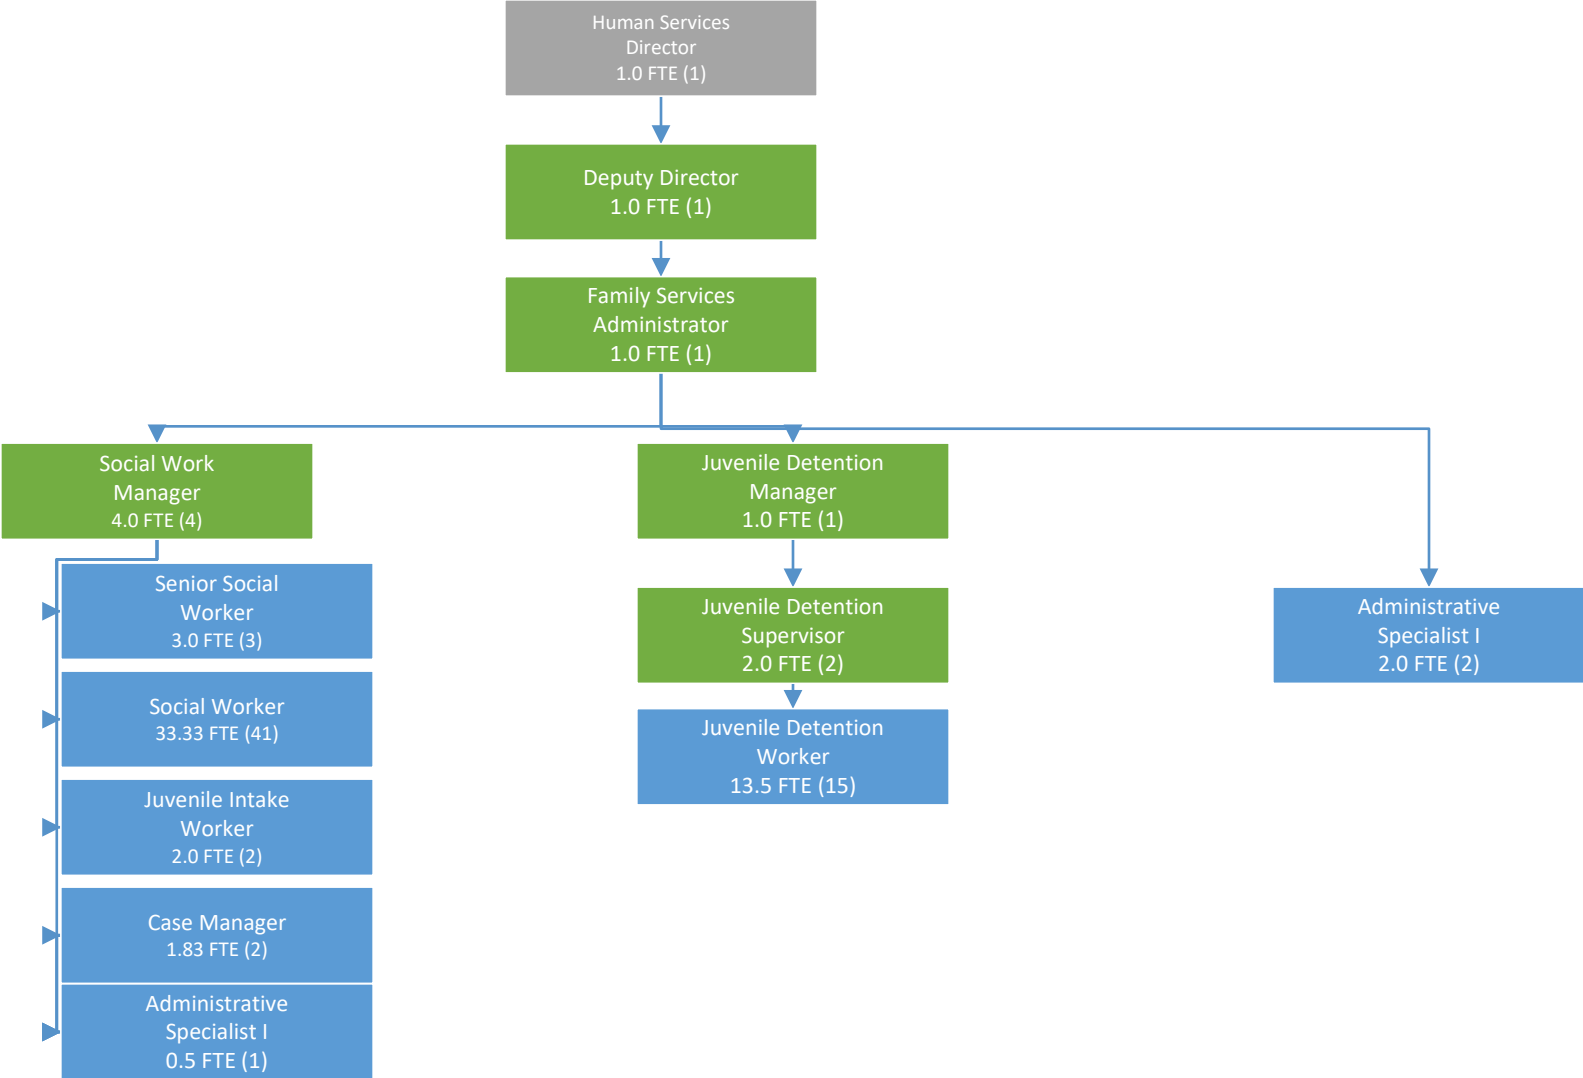 Human Services
Director
1.0 FTE (1)
Deputy Director
1.0 FTE (1)
Family Services
Administrator
1.0 FTE (1)
Social Work
Manager
4.0 FTE (4)
Senior Social
Worker
3.0 FTE (3)
Social Worker
33.33 FTE (41)
Juvenile Intake
Worker
2.0 FTE (2)
Case Manager
1.83 FTE (2)
Administrative
Specialist I
0.5 FTE (1)
Juvenile Detention
Manager
1.0 FTE (1)
Juvenile Detention
Supervisor
2.0 FTE (2)
Juvenile Detention
Worker
13.5 FTE (15)
Administrative
Specialist I
2.0 FTE (2)